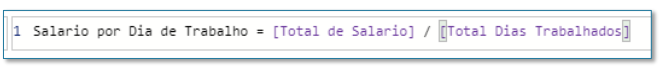 1 Salario por Dia de Trabalho = [Total de Salario] / [Total Dias Trabalhados]